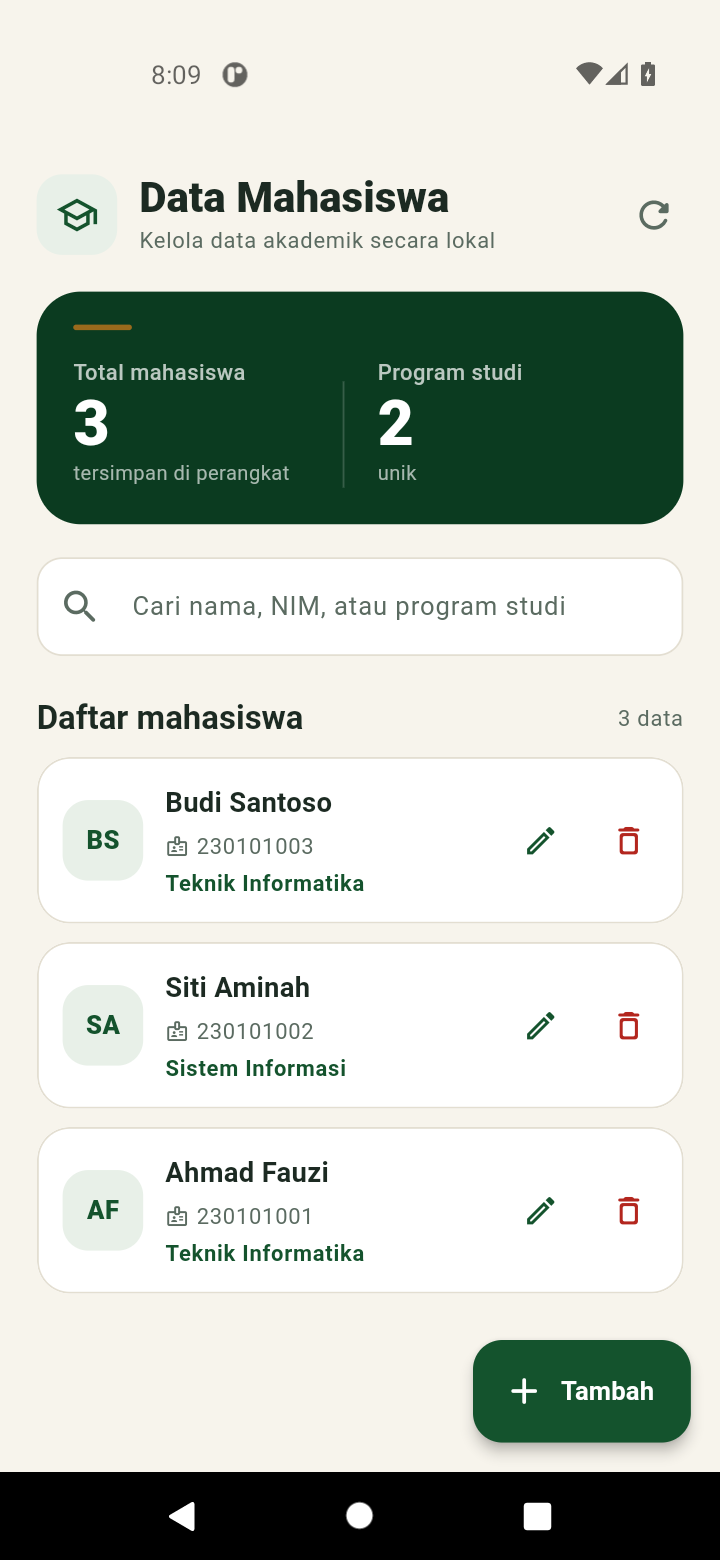 8:09
Data Mahasiswa
Kelola data akademik secara lokal
Total mahasiswa
3
tersimpan di perangkat
Program studi
2
unik
Cari nama, NIM, atau program studi
Daftar mahasiswa
3 data
BS
Budi Santoso
230101003
Teknik Informatika
SA
Siti Aminah
230101002
Sistem Informasi
AF
Ahmad Fauzi
230101001
Teknik Informatika
Tambah